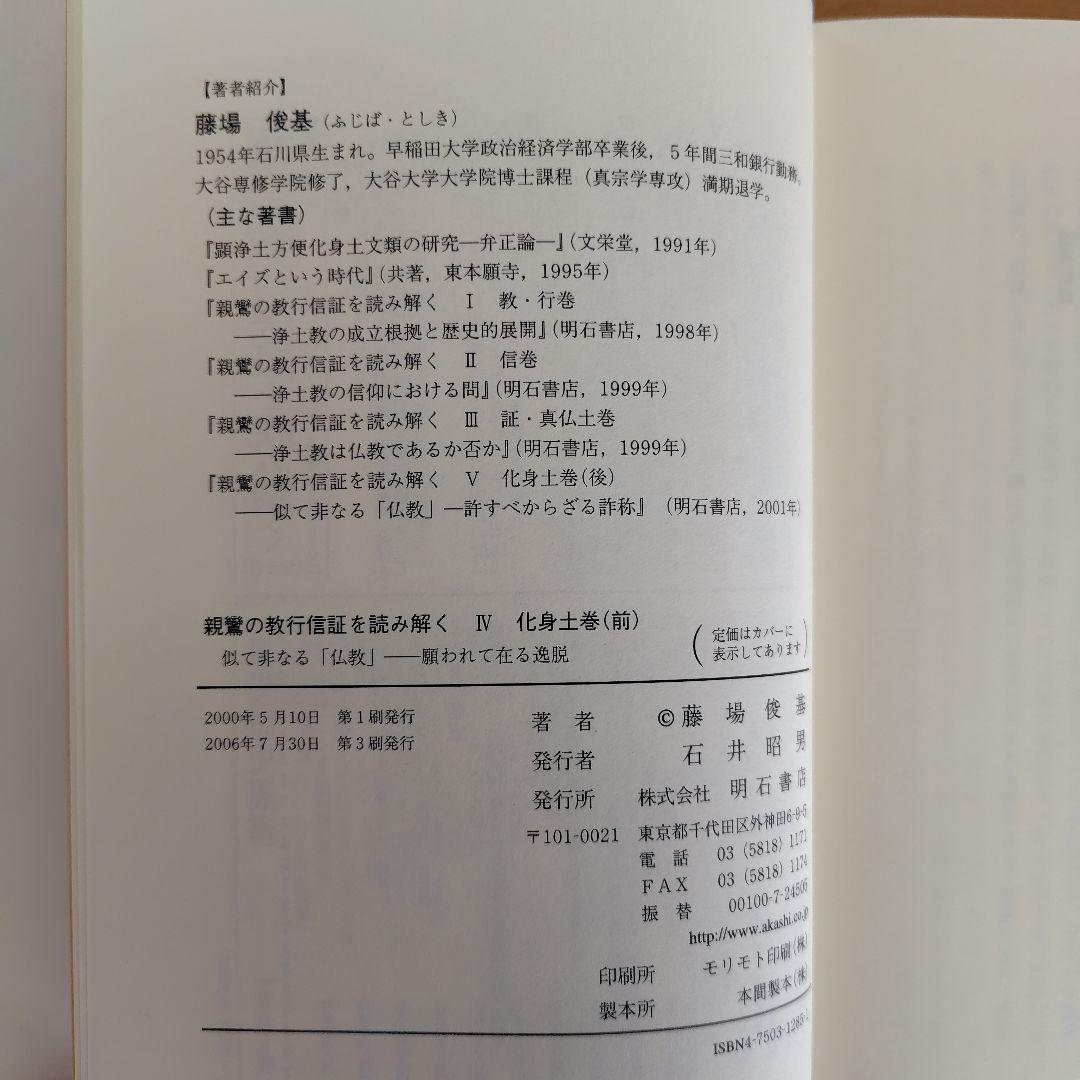 【著者紹介】
藤場　俊基(ふじば・としき)
1954年石川県生まれ。早稲田大学政治経済学部卒業後，５年間三和銀行勤務。
大谷専修学院修了，大谷大学大学院博士課程（真宗学専攻）満期退学。
（主な著書）
『顕浄土方便化身土文類の研究―弁正論―』(文栄堂，1991年)
『エイズという時代』(共著，東本願寺，1995年)
『親鸞の教行信証を読み解く　Ⅰ　教・行巻
――浄土教の成立根拠と歴史的展開』(明石書店，1998年)
『親鸞の教行信証を読み解く　Ⅱ　信巻
――浄土教の信仰における問』(明石書店，1999年)
『親鸞の教行信証を読み解く　Ⅲ　証・真仏土巻
――浄土教は仏教であるか否か』(明石書店，1999年)
『親鸞の教行信証を読み解く　Ⅴ　化身土巻(後)
――似て非なる「仏教」―許すべからざる詐称』（明石書店，2001年)
親鸞の教行信証を読み解く　Ⅳ　化身土巻(前)
似て非なる「仏教」――願われて在る逸脱
(定価はカバーに
表示してあります)
2000年５月10日　第１刷発行
2006年７月30日　第３刷発行
著　者　©藤　場　俊　基
発行者　石　井　昭　男
発行所　株式会社　明石書店
〒101-0021　東京都千代田区外神田6-9-5
電　話　03（5818）1171
ＦＡＸ　03（5818）1174
振　替　00100-7-24505
http://www.akashi.co.jp
印刷所　モリモト印刷(株)
製本所　本間製本(株)
ISBN4-7503-1285-